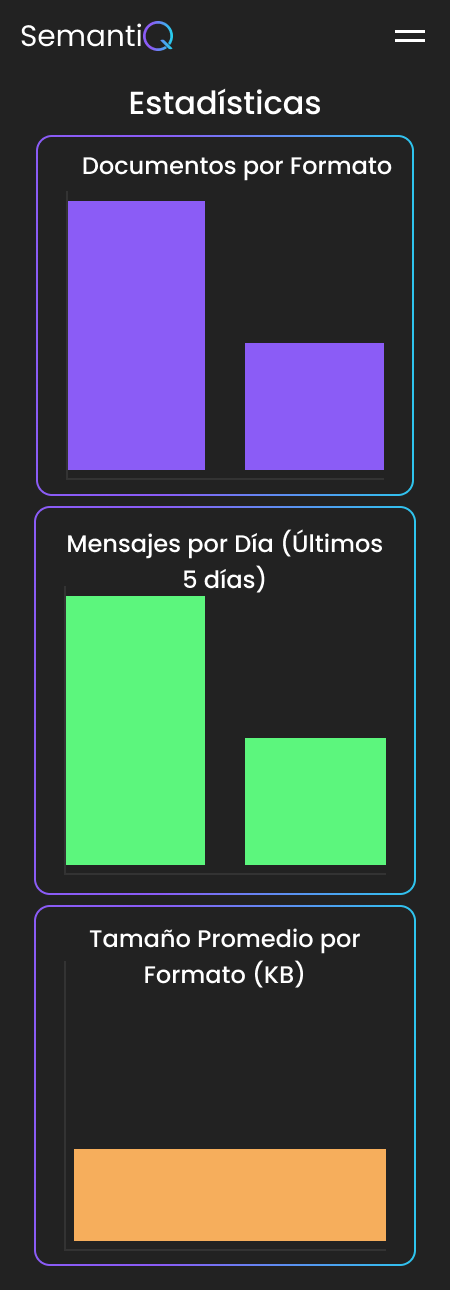 SemantiQ
Estadísticas
Documentos por Formato
Mensajes por Día (Últimos
5 días)
Tamaño Promedio por
Formato (KB)